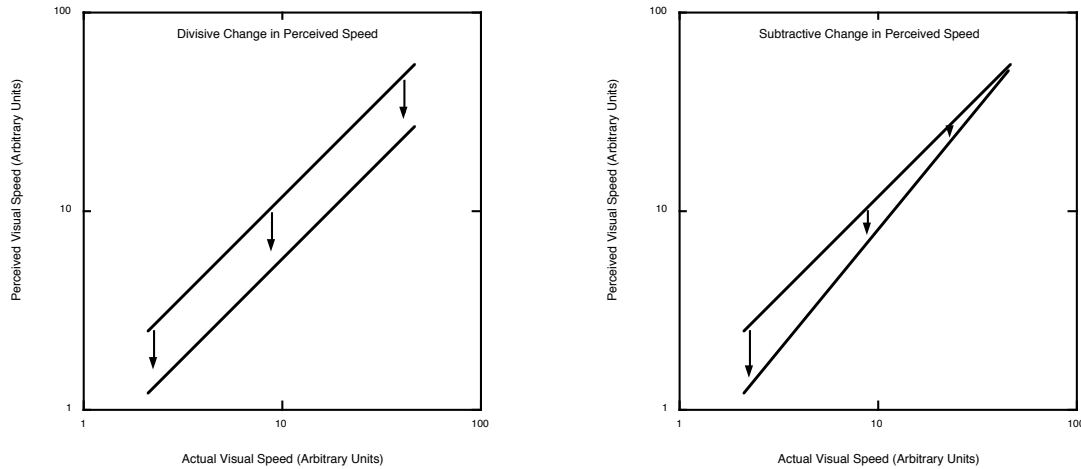 100
Divisive Change in Perceived Speed
Perceived Visual Speed (Arbitrary Units)
10
1
1
10
100
Actual Visual Speed (Arbitrary Units)
100
Subtractive Change in Perceived Speed
Perceived Visual Speed (Arbitrary Units)
10
1
1
10
100
Actual Visual Speed (Arbitrary Units)